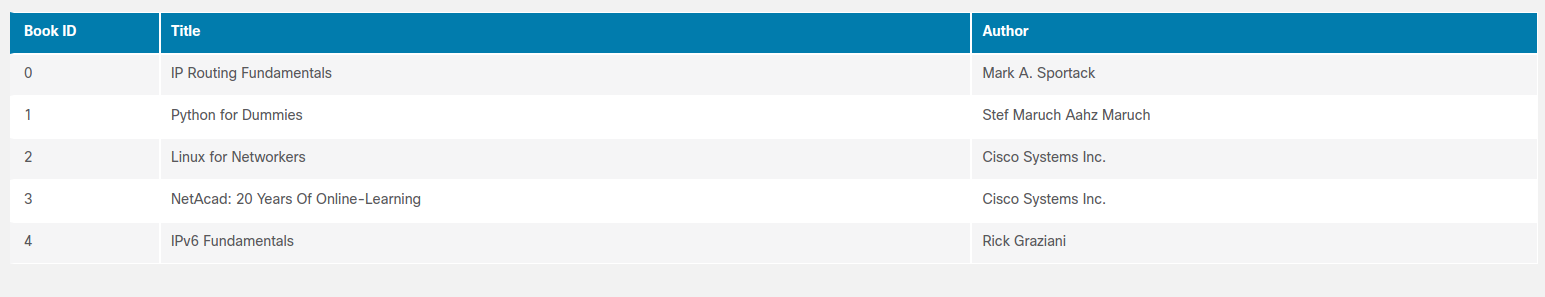 Book ID Title Author
0 IP Routing Fundamentals Mark A. Sportack
1 Python for Dummies Stef Maruch Aahz Maruch
2 Linux for Networkers Cisco Systems Inc.
3 NetAcad: 20 Years Of Online-Learning Cisco Systems Inc.
4 IPv6 Fundamentals Rick Graziani